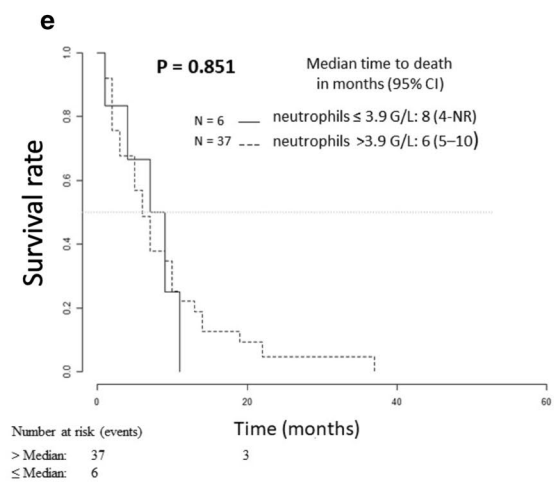 e
P = 0.851
Median time to death
in months (95% CI)
N = 6 neutrophils ≤ 3.9 G/L: 8 (4-NR)
N = 37 neutrophils >3.9 G/L: 6 (5–10)
Survival rate
1.0
0.8
0.6
0.4
0.2
0.0
0 20 40 60
Time (months)
Number at risk (events)
> Median: 37 3
≤ Median: 6